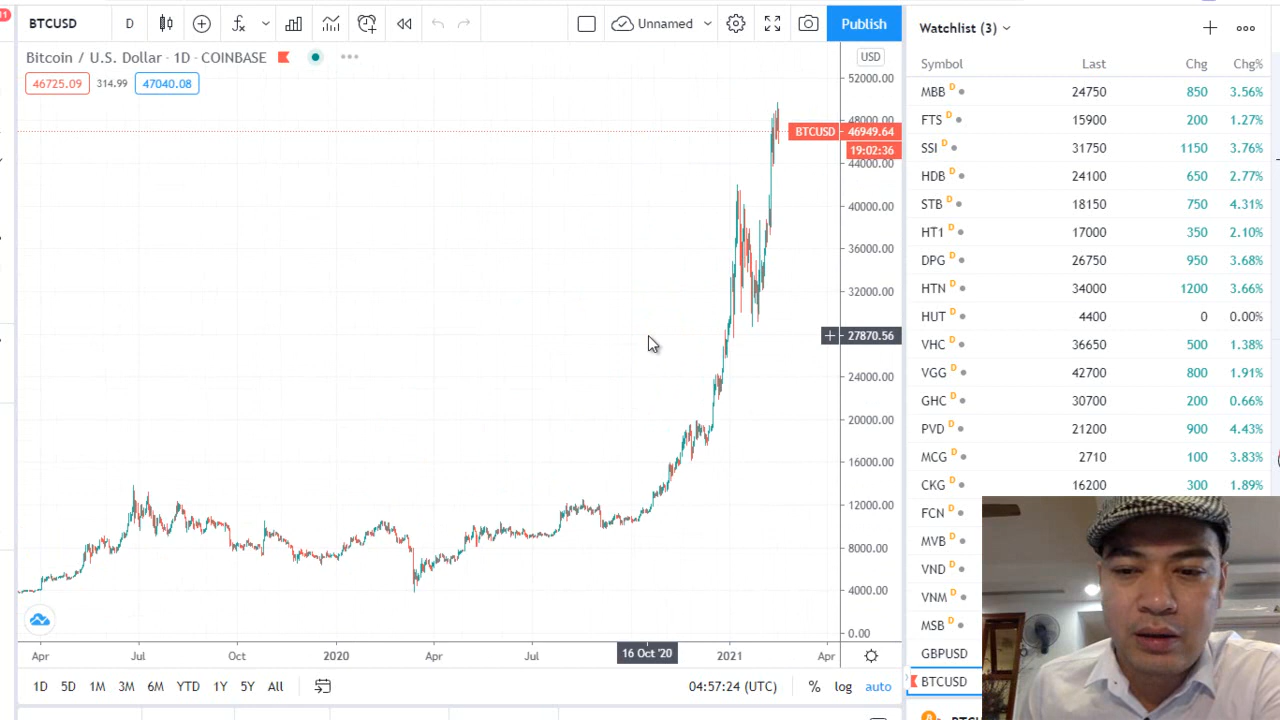 11
BTCUSD D Unnamed Publish
Bitcoin / U.S. Dollar · 1D · COINBASE
46725.09 314.99 47040.08
USD
52000.00
48000.00
BTCUSD 46949.64
19:02:36
44000.00
40000.00
36000.00
32000.00
27870.56
24000.00
20000.00
16000.00
12000.00
8000.00
4000.00
0.00
Apr Jul Oct 2020 Apr Jul 16 Oct '20 2021 Apr
1D 5D 1M 3M 6M YTD 1Y 5Y All 04:57:24 (UTC) % log auto
Watchlist (3)
Symbol Last Chg Chg%
MBB D 24750 850 3.56%
FTS D 15900 200 1.27%
SSI D 31750 1150 3.76%
HDB D 24100 650 2.77%
STB D 18150 750 4.31%
HT1 D 17000 350 2.10%
DPG D 26750 950 3.68%
HTN D 34000 1200 3.66%
HUT D 4400 0 0.00%
VHC D 36650 500 1.38%
VGG D 42700 800 1.91%
GHC D 30700 200 0.66%
PVD D 21200 900 4.43%
MCG D 2710 100 3.83%
CKG D 16200 300 1.89%
FCN D
MVB D
VND D
VNM D
MSB D
GBPUSD
BTCUSD